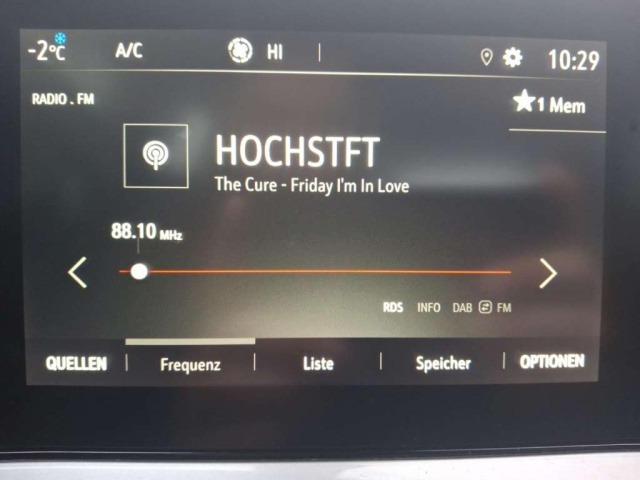 -2°C A/C HI 10:29
RADIO . FM
1 Mem
HOCHSTFT
The Cure - Friday I'm In Love
88.10 MHz
RDS INFO DAB FM
QUELLEN Frequenz Liste Speicher OPTIONEN